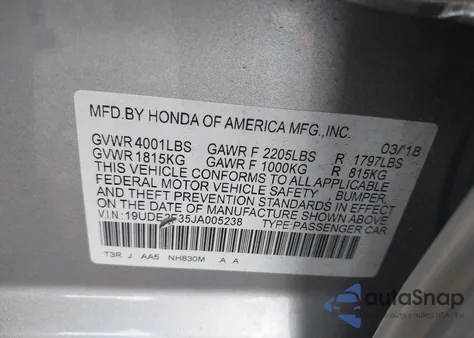 MFD.BY HONDA OF AMERICA MFG.,INC.
03/18
GVWR 4001LBS GAWR F 2205LBS R 1797LBS
GVWR 1815KG GAWR F 1000KG R 815KG
THIS VEHICLE CONFORMS TO ALL APPLICABLE
FEDERAL MOTOR VEHICLE SAFETY, BUMPER,
AND THEFT PREVENTION STANDARDS IN EFFECT
ON THE DATE OF MANUFACTURE SHOWN ABOVE.
V.I.N: TYPE:PASSENGER CAR
T3R J AA5 NH830M A A
autoSnap